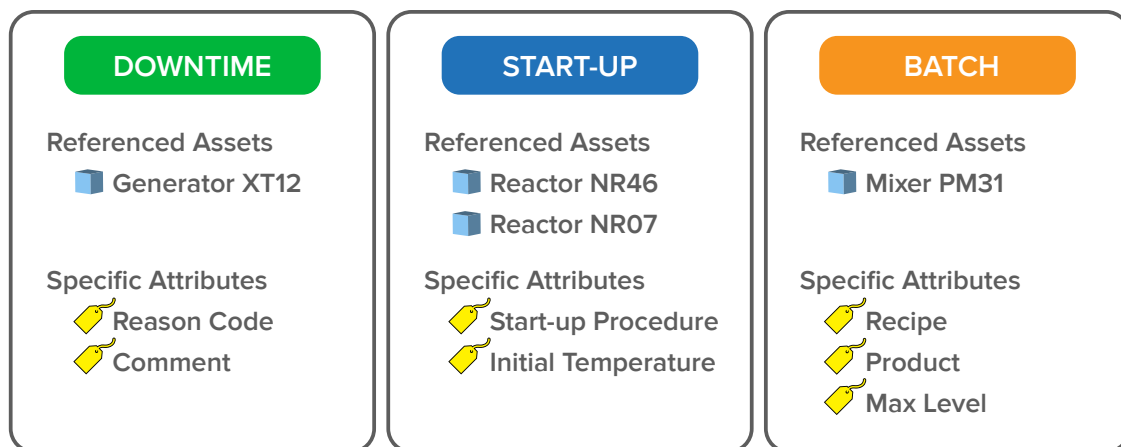 DOWNTIME
Referenced Assets
Generator XT12
Specific Attributes
Reason Code
Comment
START-UP
Referenced Assets
Reactor NR46
Reactor NR07
Specific Attributes
Start-up Procedure
Initial Temperature
BATCH
Referenced Assets
Mixer PM31
Specific Attributes
Recipe
Product
Max Level